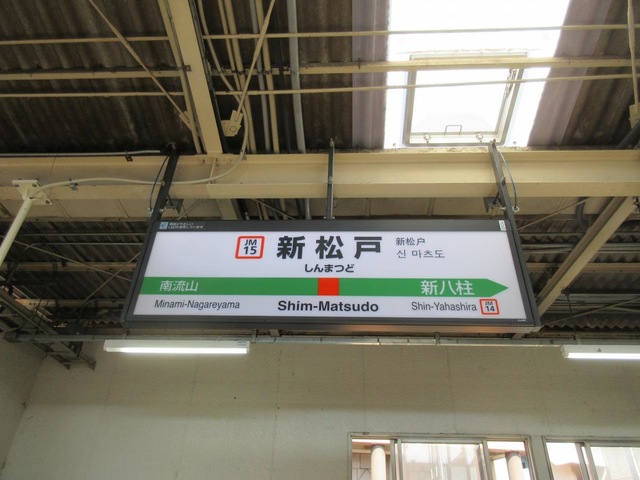 JM
15
新松戸
新松戸
신 마츠도
しんまつど
南流山
新八柱
Minami-Nagareyama
Shim-Matsudo
Shin-Yahashira
JM
14